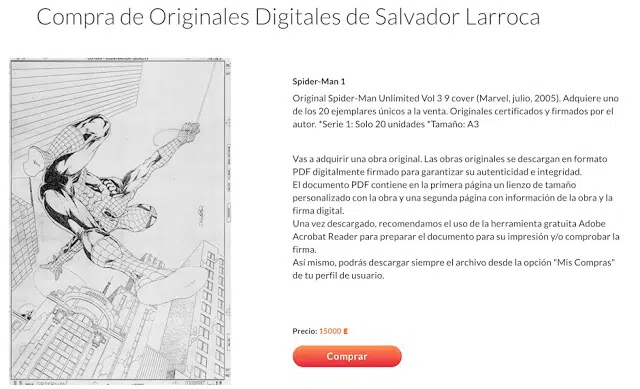 Compra de Originales Digitales de Salvador Larroca
Spider-Man 1
Original Spider-Man Unlimited Vol 3 9 cover (Marvel, julio, 2005). Adquiere uno
de los 20 ejemplares únicos a la venta. Originales certificados y firmados por el
autor. *Serie 1: Solo 20 unidades *Tamaño: A3
Vas a adquirir una obra original. Las obras originales se descargan en formato
PDF digitalmente firmado para garantizar su autenticidad e integridad.
El documento PDF contiene en la primera página un lienzo de tamaño
personalizado con la obra y una segunda página con información de la obra y la
firma digital.
Una vez descargado, recomendamos el uso de la herramienta gratuita Adobe
Acrobat Reader para preparar el documento para su impresión y/o comprobar la
firma.
Así mismo, podrás descargar siempre el archivo desde la opción "Mis Compras"
de tu perfil de usuario.
Precio: 15000
Comprar